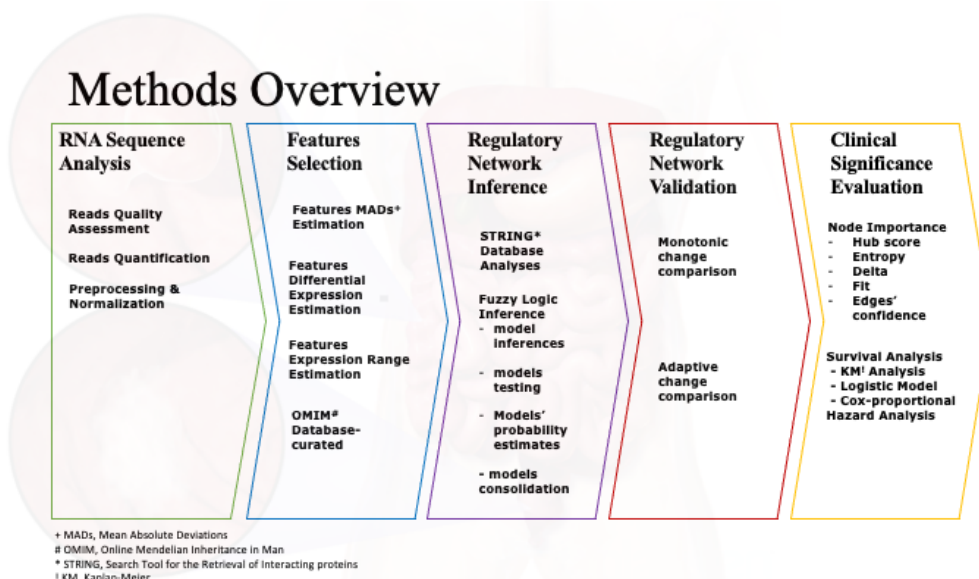 Methods Overview
RNA Sequence
Analysis
Reads Quality
Assessment
Reads Quantification
Preprocessing &
Normalization
Features
Selection
Features MADs+
Estimation
Features
Differential
Expression
Estimation
Features
Expression Range
Estimation
OMIM#
Database-
curated
Regulatory
Network
Inference
STRING*
Database
Analyses
Fuzzy Logic
Inference
- model
inferences
- models
testing
- Models’
probability
estimates
- models
consolidation
Regulatory
Network
Validation
Monotonic
change
comparison
Adaptive
change
comparison
Clinical
Significance
Evaluation
Node Importance
- Hub score
- Entropy
- Delta
- Fit
- Edges’
confidence
Survival Analysis
- KM! Analysis
- Logistic Model
- Cox-proportional
Hazard Analysis
+ MADs, Mean Absolute Deviations
# OMIM, Online Mendelian Inheritance in Man
* STRING, Search Tool for the Retrieval of Interacting proteins
! KM, Kaplan-Meier